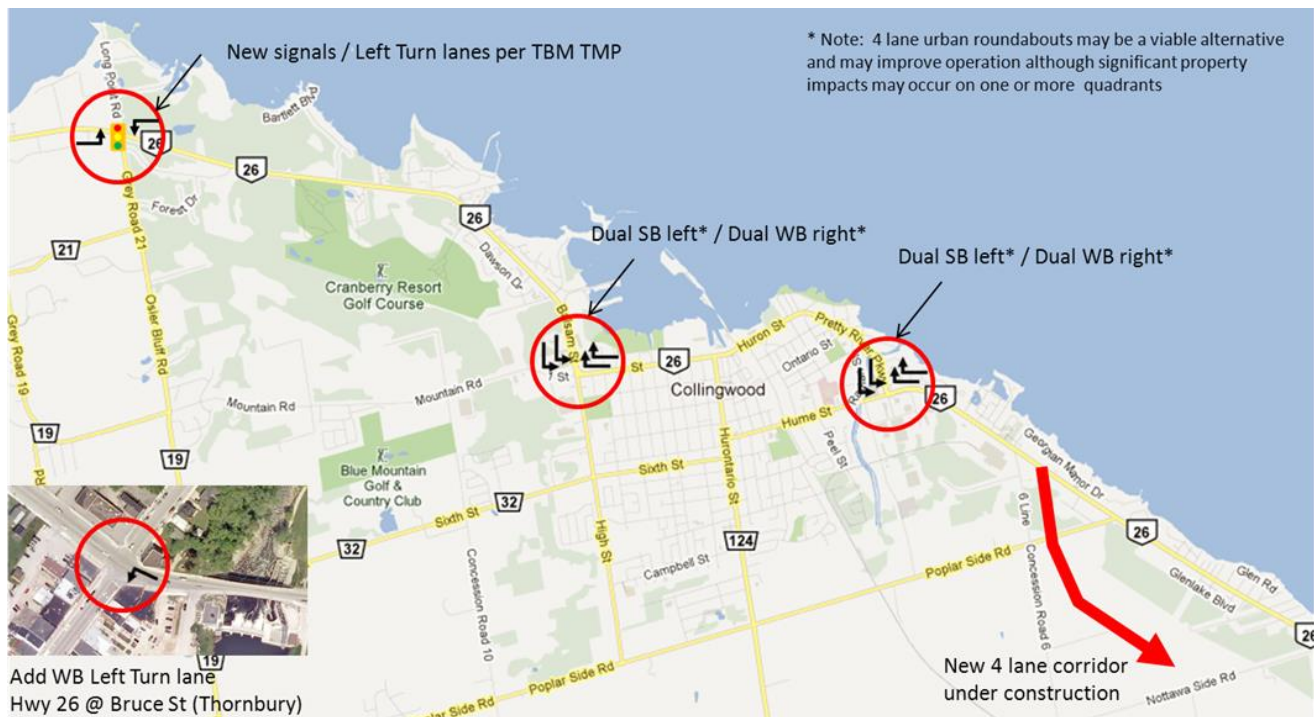 New signals / Left Turn lanes per TBM TMP
* Note: 4 lane urban roundabouts may be a viable alternative
and may improve operation although significant property
impacts may occur on one or more quadrants
Long Point Rd
Bartlett Blvd
26
26
26
Grey Road 21
Forest Dr
21
Dual SB left* / Dual WB right*
Dual SB left* / Dual WB right*
Dawson Dr
Cranberry Resort
Golf Course
Osler Bluff Rd
Grey Road 19
Balsam St
Huron St
Pretty River Pkwy
Ontario St
St
26
Collingwood
26
Mountain Rd
Mountain Rd
Hume St
Georgian Manor Dr
19
19
Peel St
Hurontario St
Blue Mountain
Golf &
Country Club
Sixth St
32
Sixth St
32
High St
6 Line
26
Rd
124
Poplar Side Rd
Campbell St
Concession Road 10
Concession Road 6
Glenlake Blvd
Glen Rd
26
19
Poplar Side Rd
New 4 lane corridor
under construction
Nottawa Side Rd
Add WB Left Turn lane
Hwy 26 @ Bruce St (Thornbury)